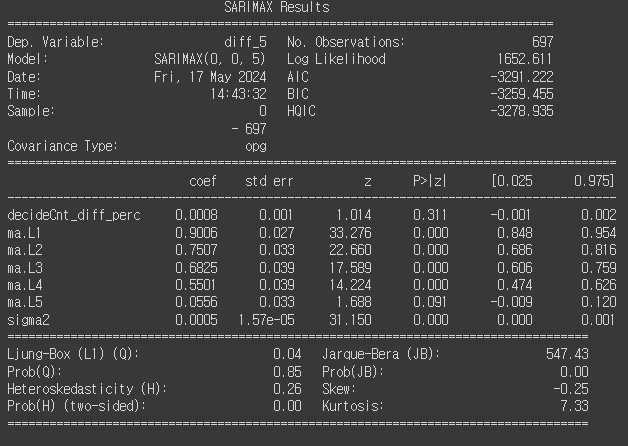 SARIMAX Results
==============================================================================
Dep. Variable: diff_5 No. Observations: 697
Model: SARIMAX(0, 0, 5) Log Likelihood 1652.611
Date: Fri, 17 May 2024 AIC -3291.222
Time: 14:43:32 BIC -3259.455
Sample: 0 HQIC -3278.935
- 697
Covariance Type: opg
=======================================================================================
coef std err z P>|z| [0.025 0.975]
---------------------------------------------------------------------------------------
decideCnt_diff_perc 0.0008 0.001 1.014 0.311 -0.001 0.002
ma.L1 0.9006 0.027 33.276 0.000 0.848 0.954
ma.L2 0.7507 0.033 22.660 0.000 0.686 0.816
ma.L3 0.6825 0.039 17.589 0.000 0.606 0.759
ma.L4 0.5501 0.039 14.224 0.000 0.474 0.626
ma.L5 0.0556 0.033 1.688 0.091 -0.009 0.120
sigma2 0.0005 1.57e-05 31.150 0.000 0.000 0.001
===================================================================================
Ljung-Box (L1) (Q): 0.04 Jarque-Bera (JB): 547.43
Prob(Q): 0.85 Prob(JB): 0.00
Heteroskedasticity (H): 0.26 Skew: -0.25
Prob(H) (two-sided): 0.00 Kurtosis: 7.33
===================================================================================